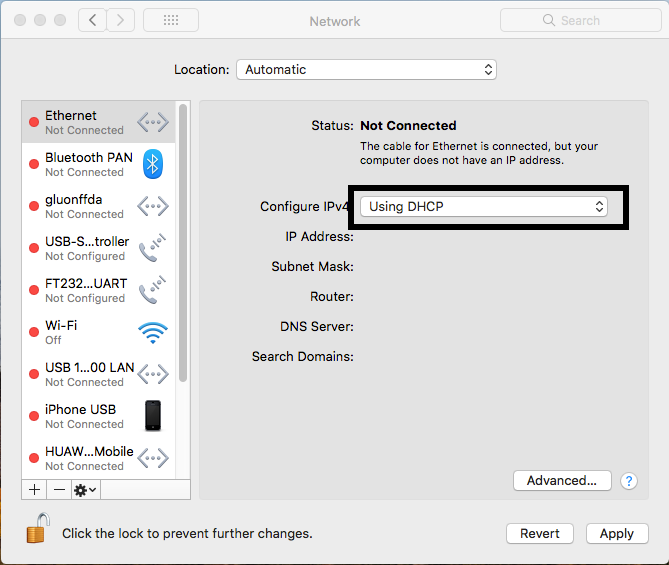 Network
Search
Location: Automatic
Ethernet
Not Connected
Bluetooth PAN
Not Connected
gluonffda
Not Connected
USB-S...troller
Not Configured
FT232...UART
Not Configured
Wi-Fi
Off
USB 1...00 LAN
Not Connected
iPhone USB
Not Connected
HUAW...Mobile
Not Connected
Status: Not Connected
The cable for Ethernet is connected, but your
computer does not have an IP address.
Configure IPv4 Using DHCP
IP Address:
Subnet Mask:
Router:
DNS Server:
Search Domains:
Advanced...
?
Click the lock to prevent further changes.
Revert
Apply